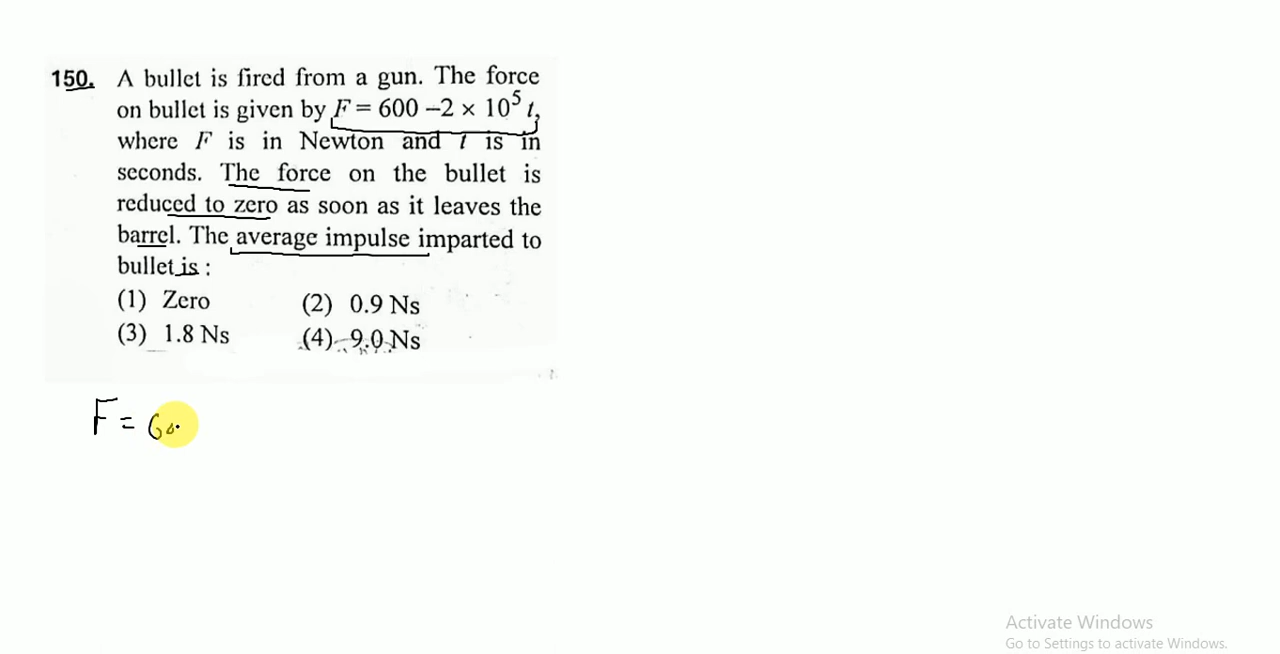 150. A bullet is fired from a gun. The force
on bullet is given by F = 600 – 2 × 10⁵ t,
where F is in Newton and t is in
seconds. The force on the bullet is
reduced to zero as soon as it leaves the
barrel. The average impulse imparted to
bullet is :
(1) Zero (2) 0.9 Ns
(3) 1.8 Ns (4) 9.0 Ns
F = 60
Activate Windows
Go to Settings to activate Windows.